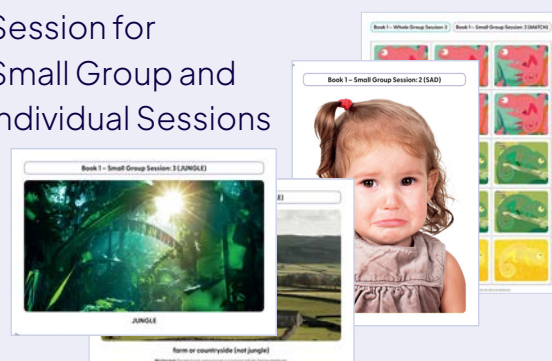 Session for
Small Group and
Individual Sessions
Book 1 – Whole Group Session 3
Book 1 – Small Group Session: 3 (MATCH)
Book 1 – Small Group Session: 2 (SAD)
Book 1 – Small Group Session: 3 (JUNGLE)
JUNGLE
farm or countryside (not jungle)